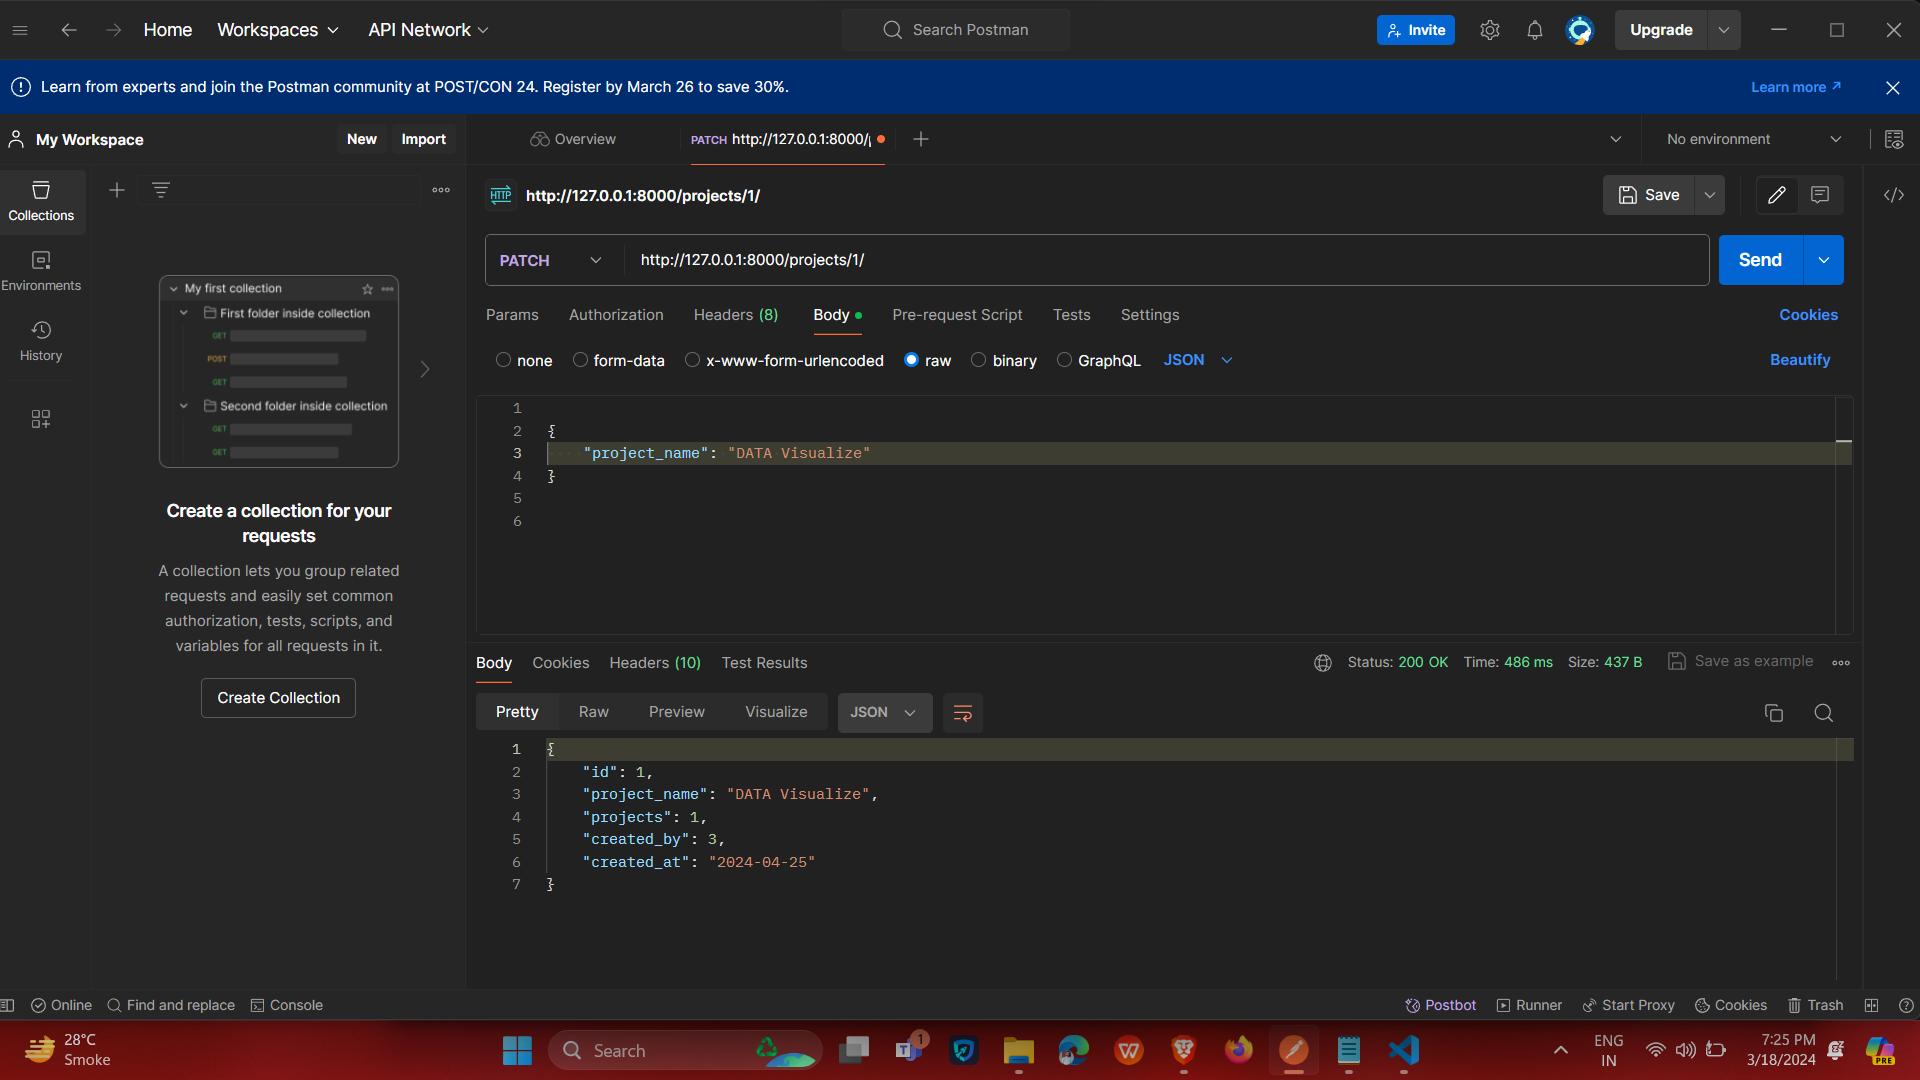 Home Workspaces API Network Search Postman Invite Upgrade
Learn from experts and join the Postman community at POST/CON 24. Register by March 26 to save 30%. Learn more
My Workspace New Import Overview PATCH http://127.0.0.1:8000/ No environment
Collections
Environments
History
My first collection
First folder inside collection
GET
POST
GET
Second folder inside collection
GET
GET
Create a collection for your
requests
A collection lets you group related
requests and easily set common
authorization, tests, scripts, and
variables for all requests in it.
Create Collection
HTTP http://127.0.0.1:8000/projects/1/ Save
PATCH http://127.0.0.1:8000/projects/1/ Send
Params Authorization Headers (8) Body Pre-request Script Tests Settings Cookies
none form-data x-www-form-urlencoded raw binary GraphQL JSON Beautify
1
2 {
3 "project_name": "DATA Visualize"
4 }
5
6
Body Cookies Headers (10) Test Results Status: 200 OK Time: 486 ms Size: 437 B Save as example
Pretty Raw Preview Visualize JSON
1 {
2 "id": 1,
3 "project_name": "DATA Visualize",
4 "projects": 1,
5 "created_by": 3,
6 "created_at": "2024-04-25"
7 }
Online Find and replace Console Postbot Runner Start Proxy Cookies Trash
28°C
Smoke
Search
1
ENG
IN
7:25 PM
3/18/2024
PRE